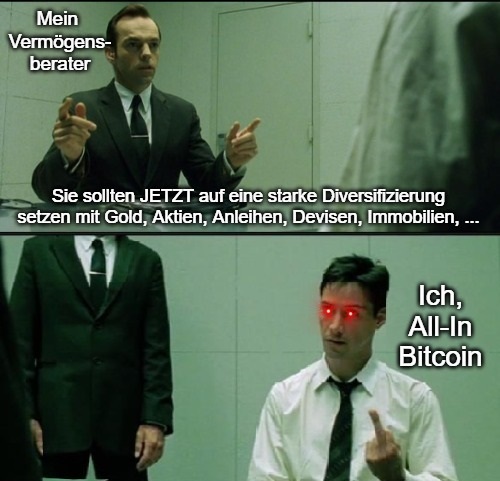 Mein
Vermögens-
berater
Sie sollten JETZT auf eine starke Diversifizierung
setzen mit Gold, Aktien, Anleihen, Devisen, Immobilien, ...
Ich,
All-In
Bitcoin